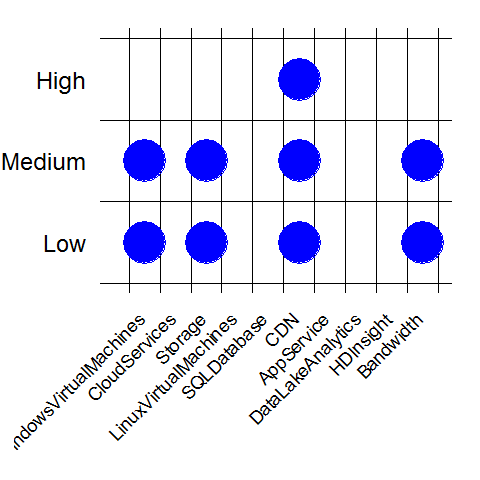 High
Medium
Low
ndowsVirtualMachines
CloudServices
Storage
LinuxVirtualMachines
SQLDatabase
CDN
AppService
DataLakeAnalytics
HDInsight
Bandwidth